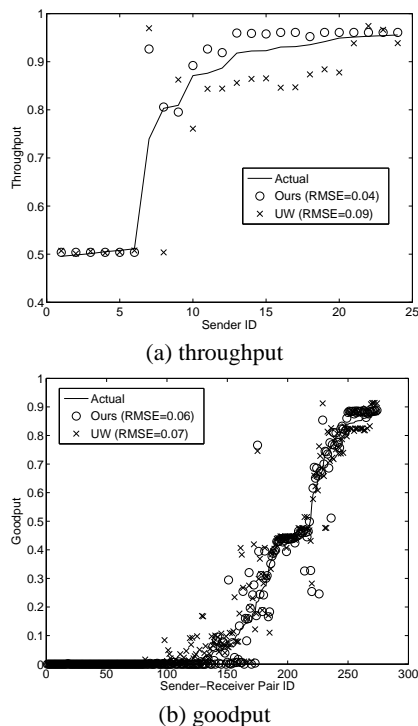 1
0.9
0.8
0.7
0.6
0.5
0.4
0
5
10
15
20
25
Throughput
Sender ID
Actual
Ours (RMSE=0.04)
UW (RMSE=0.09)
(a) throughput
1
0.9
0.8
0.7
0.6
0.5
0.4
0.3
0.2
0.1
0
0
50
100
150
200
250
300
Goodput
Sender−Receiver Pair ID
Actual
Ours (RMSE=0.06)
UW (RMSE=0.07)
(b) goodput